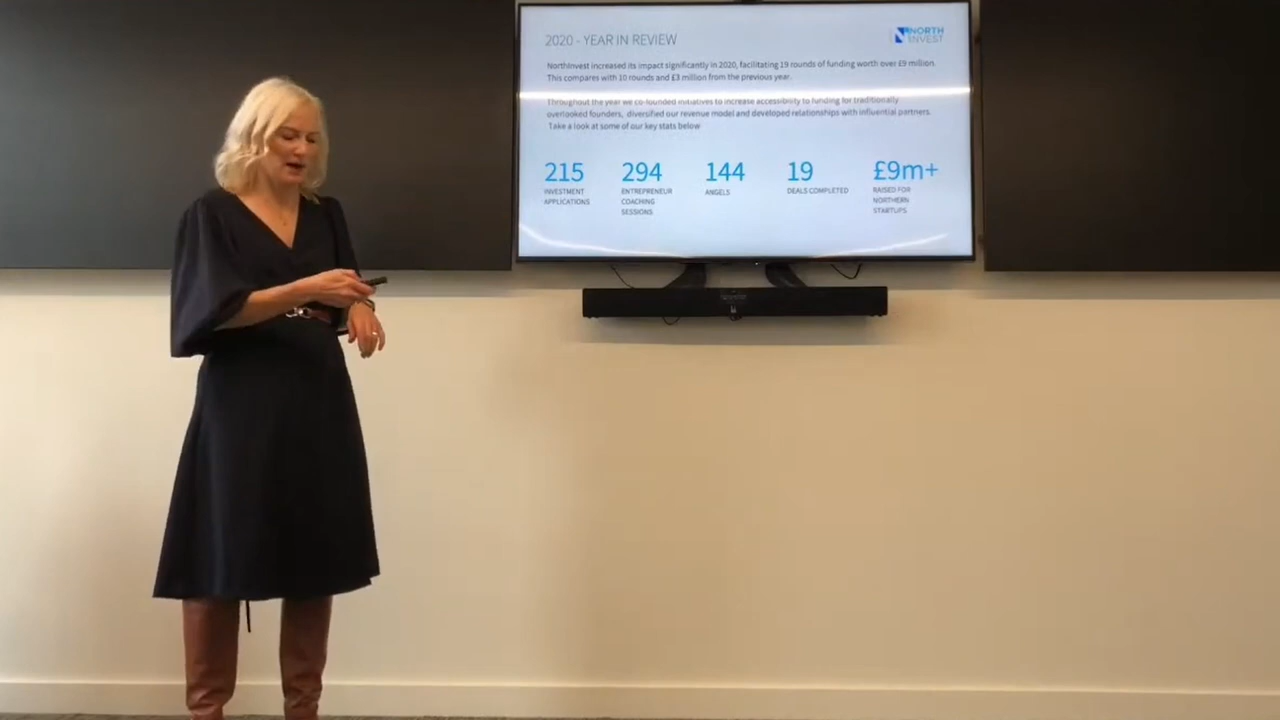 2020 - YEAR IN REVIEW
NORTH
INVEST
NorthInvest increased its impact significantly in 2020, facilitating 19 rounds of funding worth over £9 million.
This compares with 10 rounds and £3 million from the previous year.
Throughout the year we co-founded initiatives to increase accessibility to funding for traditionally
overlooked founders, diversified our revenue model and developed relationships with influential partners.
Take a look at some of our key stats below
215
INVESTMENT
APPLICATIONS
294
ENTREPRENEUR
COACHING
SESSIONS
144
ANGELS
19
DEALS COMPLETED
£9m+
RAISED FOR
NORTHERN
STARTUPS